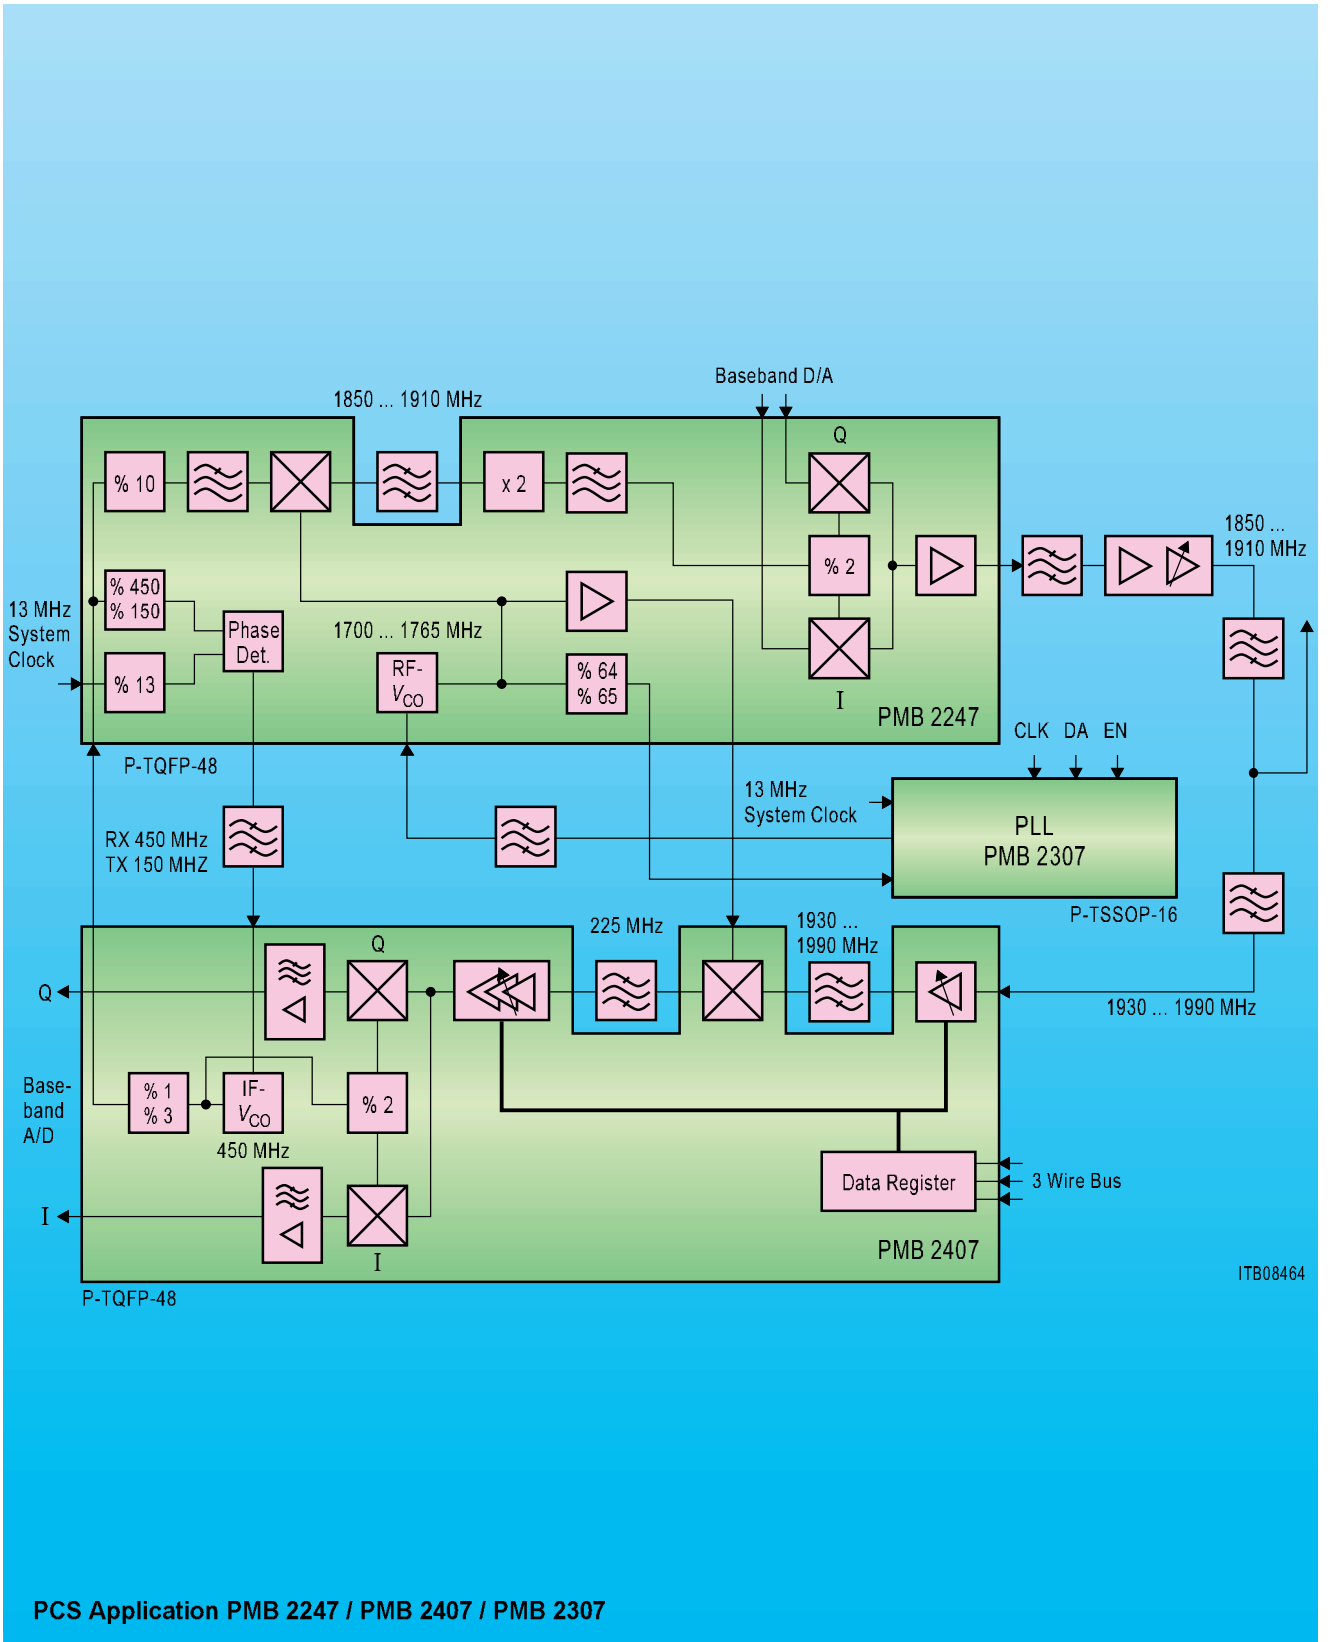 Baseband D/A
1850 ... 1910 MHz
Q
% 10
x 2
1850 ...
1910 MHz
% 2
% 450
% 150
13 MHz
System
Clock
Phase
Det.
1700 ... 1765 MHz
% 13
RF-
VCO
% 64
% 65
I
PMB 2247
P-TQFP-48
CLK DA EN
13 MHz
System Clock
PLL
PMB 2307
RX 450 MHz
TX 150 MHZ
P-TSSOP-16
225 MHz
1930 ...
1990 MHz
Q
Q
1930 ... 1990 MHz
Base-
band
A/D
% 1
% 3
IF-
VCO
% 2
450 MHz
Data Register
3 Wire Bus
I
I
PMB 2407
ITB08464
P-TQFP-48
PCS Application PMB 2247 / PMB 2407 / PMB 2307